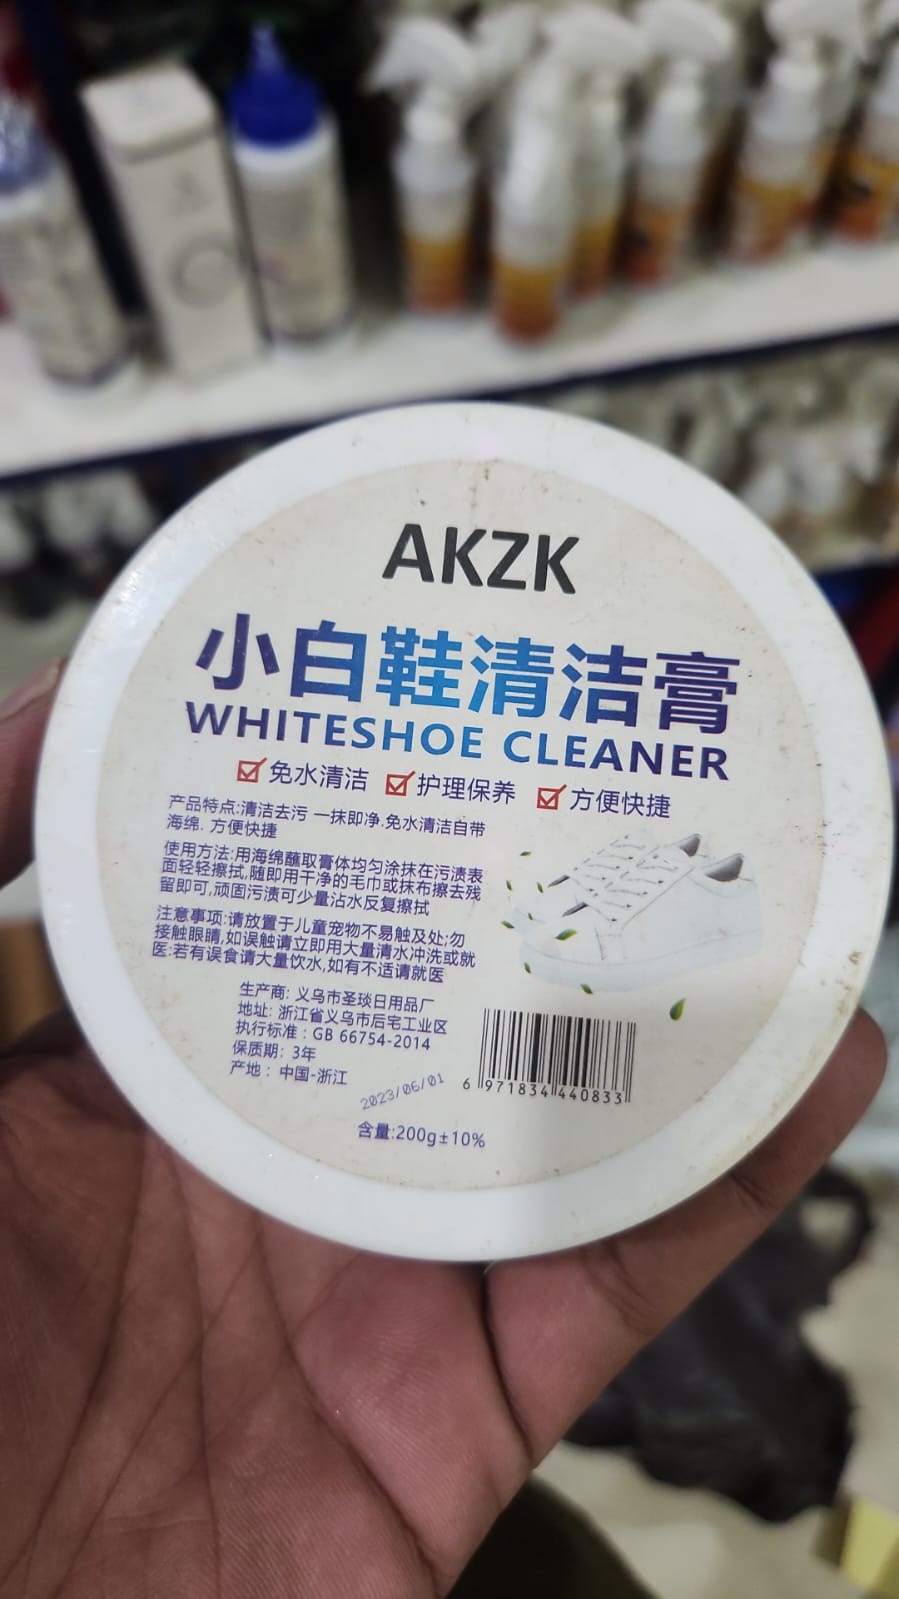 AKZK
小白鞋清洁膏
WHITESHOE CLEANER
免水清洁 护理保养 方便快捷
产品特点:清洁去污 一抹即净.免水清洁自带
海绵. 方便快捷
使用方法:用海绵蘸取膏体均匀涂抹在污渍表
面轻轻擦拭,随即用干净的毛巾或抹布擦去残
留即可,顽固污渍可少量沾水反复擦拭
注意事项:请放置于儿童宠物不易触及处;勿
接触眼睛,如误触请立即用大量清水冲洗或就
医:若有误食请大量饮水,如有不适请就医
生产商: 义乌市圣琰日用品厂
地址: 浙江省义乌市后宅工业区
执行标准 : GB 66754-2014
保质期: 3年
产地 : 中国-浙江
2023/06/01
6 971834 440833
含量:200g±10%